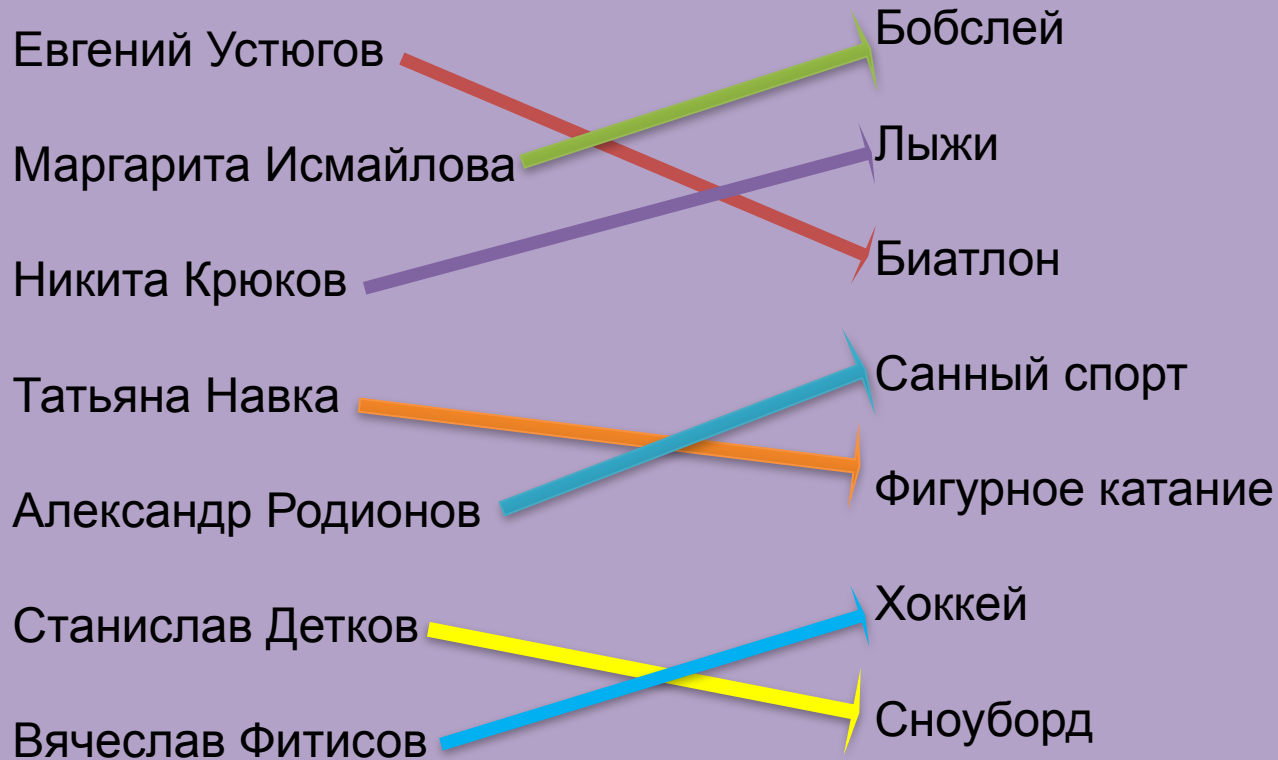 Евгений Устюгов
Маргарита Исмайлова
Никита Крюков
Татьяна Навка
Александр Родионов
Станислав Детков
Вячеслав Фитисов
Бобслей
Лыжи
Биатлон
Санный спорт
Фигурное катание
Хоккей
Сноуборд